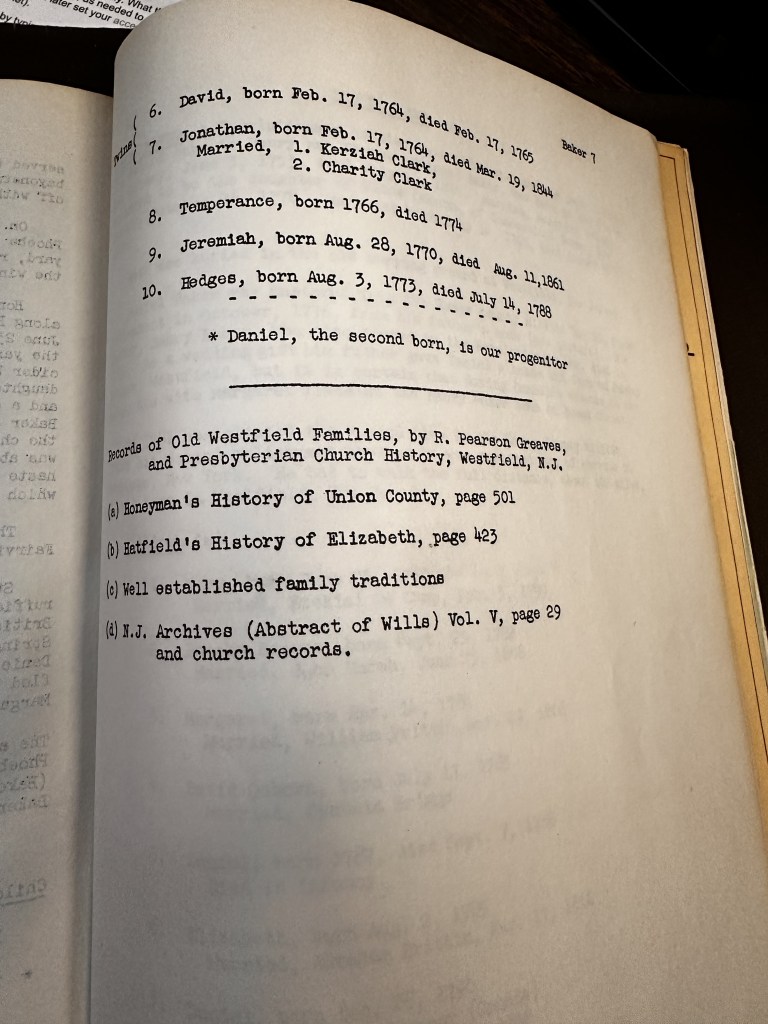 Baker 7
Twins
6. David, born Feb. 17, 1764, died Feb. 17, 1765
7. Jonathan, born Feb. 17, 1764, died Mar. 19, 1844
Married, 1. Kerziah Clark,
2. Charity Clark
8. Temperance, born 1766, died 1774
9. Jeremiah, born Aug. 28, 1770, died Aug. 11, 1861
10. Hedges, born Aug. 3, 1773, died July 14, 1788
- - - - - - - - - - - - - - - - -
* Daniel, the second born, is our progenitor
Records of Old Westfield Families, by R. Pearson Greaves,
and Presbyterian Church History, Westfield, N.J.
(a) Honeyman's History of Union County, page 501
(b) Hatfield's History of Elizabeth, page 423
(c) Well established family traditions
(d) N.J. Archives (Abstract of Wills) Vol. V, page 29
and church records.